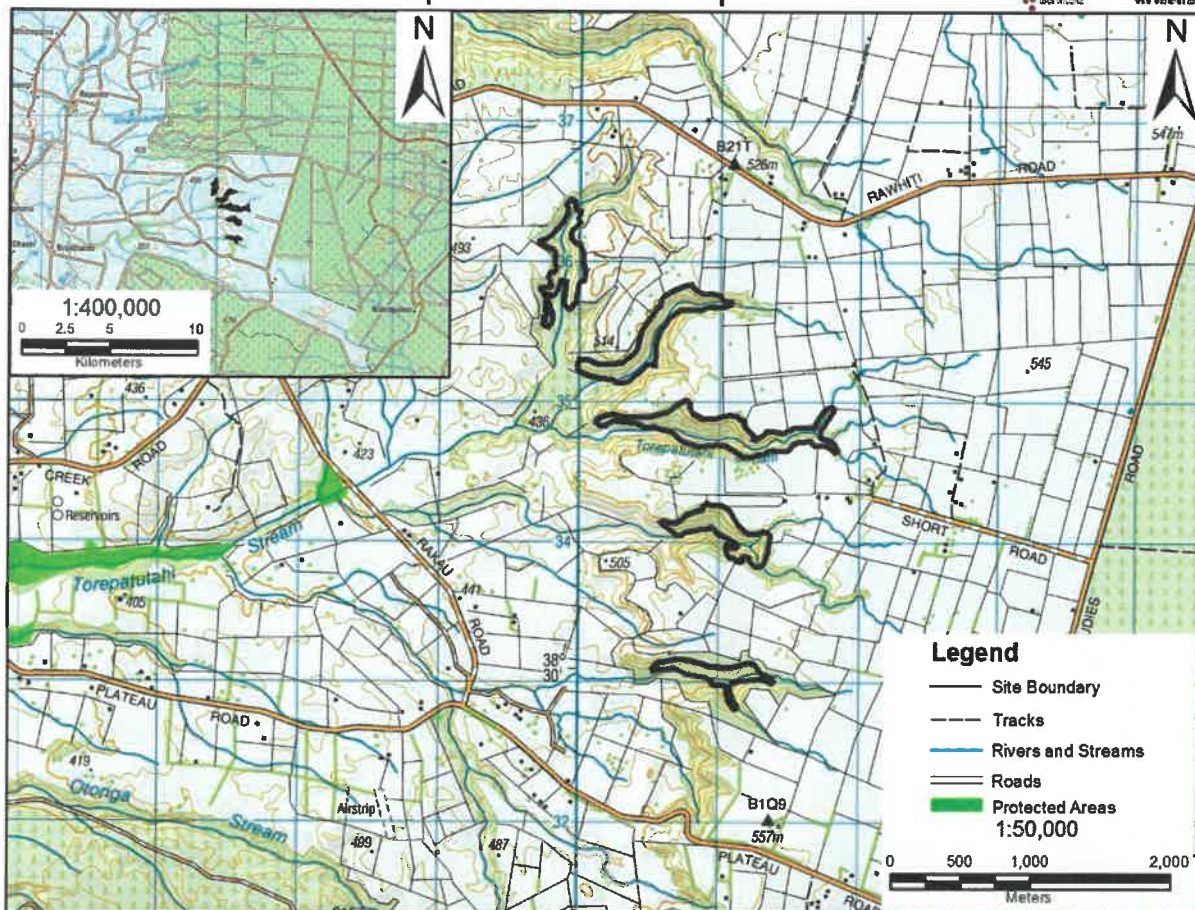 N
1:400,000
0 2.5 5 10
Kilometers
N
37
B21T
526m
547m
RAWHITI
ROAD
493
36
514
545
436
35
436
423
Torepatutahi
ROAD
CREEK
ROAD
Reservoirs
Stream
SHORT
ROAD
RAKAU
34
505
Torepatutahi
405
441
ROAD
38°
30'
PLATEAU
ROAD
419
Otonga
Stream
Airstrip
499
487
32
B1Q9
557m
PLATEAU
ROAD
Legend
Site Boundary
Tracks
Rivers and Streams
Roads
Protected Areas
1:50,000
0 500 1,000 2,000
Meters